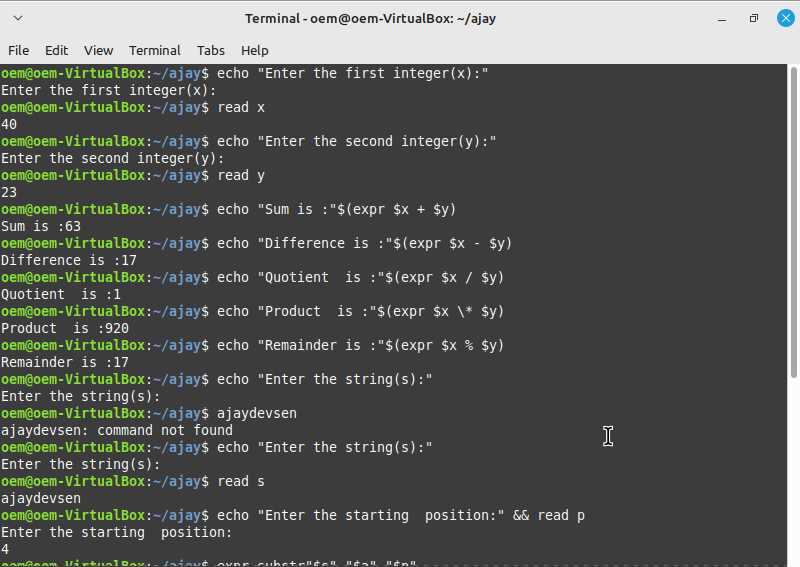 Terminal - oem@oem-VirtualBox: ~/ajay
File Edit View Terminal Tabs Help
oem@oem-VirtualBox:~/ajay$ echo "Enter the first integer(x):"
Enter the first integer(x):
oem@oem-VirtualBox:~/ajay$ read x
40
oem@oem-VirtualBox:~/ajay$ echo "Enter the second integer(y):"
Enter the second integer(y):
oem@oem-VirtualBox:~/ajay$ read y
23
oem@oem-VirtualBox:~/ajay$ echo "Sum is :"$(expr $x + $y)
Sum is :63
oem@oem-VirtualBox:~/ajay$ echo "Difference is :"$(expr $x - $y)
Difference is :17
oem@oem-VirtualBox:~/ajay$ echo "Quotient  is :"$(expr $x / $y)
Quotient  is :1
oem@oem-VirtualBox:~/ajay$ echo "Product  is :"$(expr $x \* $y)
Product  is :920
oem@oem-VirtualBox:~/ajay$ echo "Remainder is :"$(expr $x % $y)
Remainder is :17
oem@oem-VirtualBox:~/ajay$ echo "Enter the string(s):"
Enter the string(s):
oem@oem-VirtualBox:~/ajay$ ajaydevsen
ajaydevsen: command not found
oem@oem-VirtualBox:~/ajay$ echo "Enter the string(s):"
Enter the string(s):
oem@oem-VirtualBox:~/ajay$ read s
ajaydevsen
oem@oem-VirtualBox:~/ajay$ echo "Enter the starting  position:" && read p
Enter the starting  position:
4
oem@oem-VirtualBox:~/ajay$ expr substr